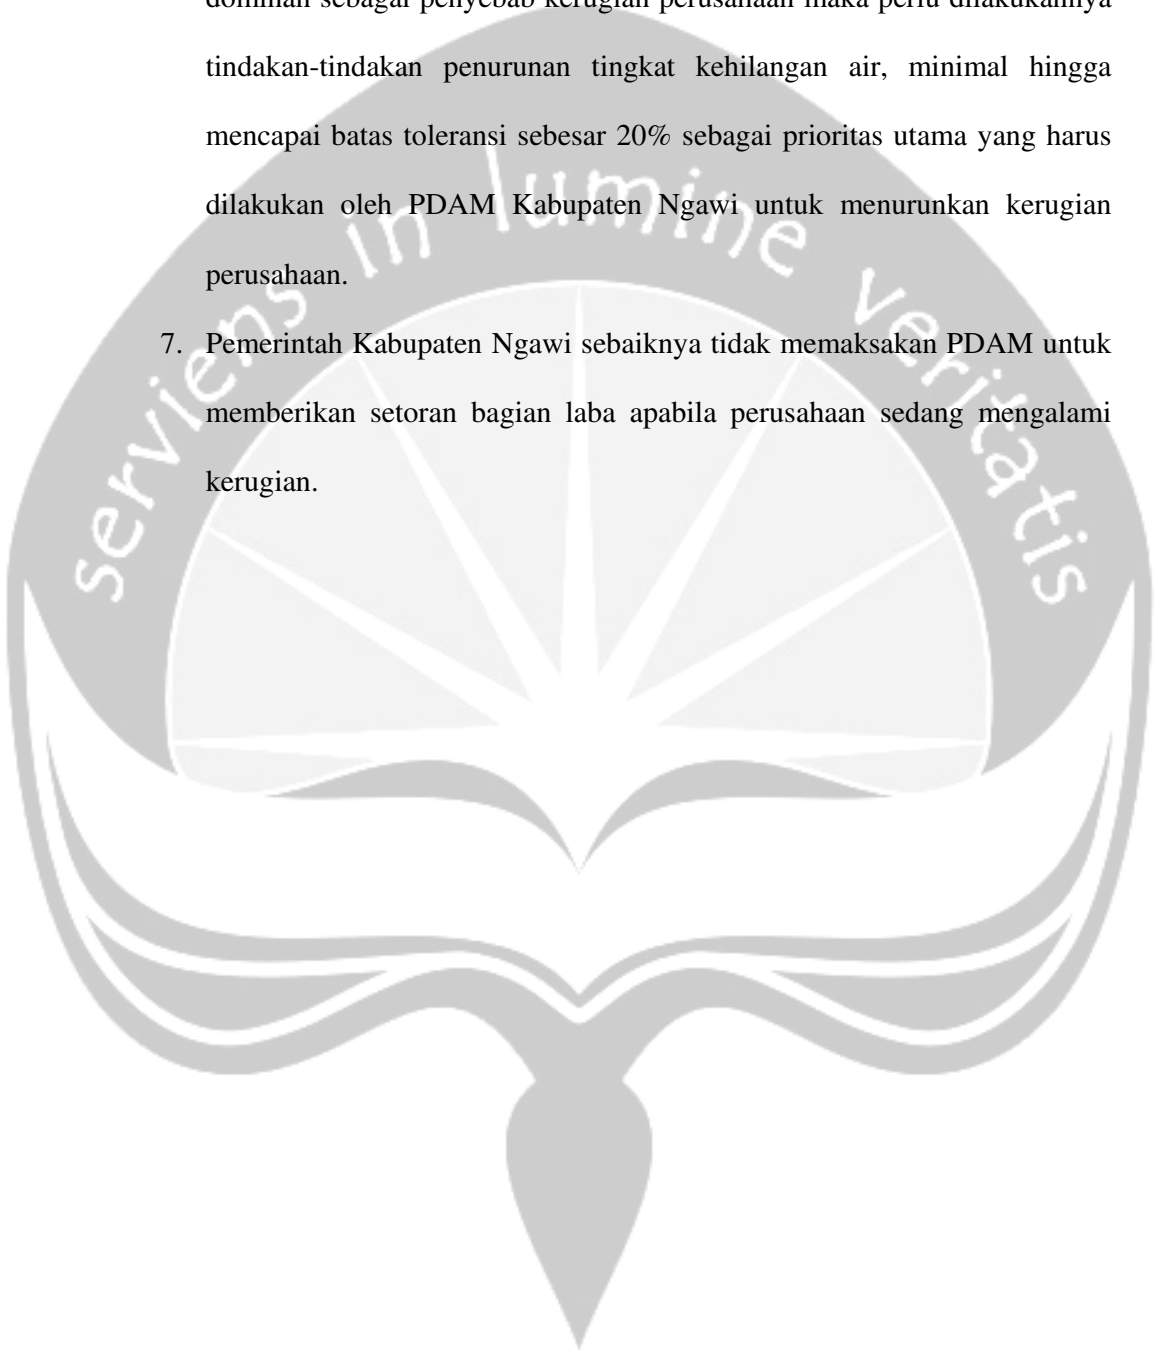 dominan sebagai penyebab kerugian perusahaan maka perlu dilakukannya
tindakan-tindakan penurunan tingkat kehilangan air, minimal hingga
mencapai batas toleransi sebesar 20% sebagai prioritas utama yang harus
dilakukan oleh PDAM Kabupaten Ngawi untuk menurunkan kerugian
perusahaan.
7. Pemerintah Kabupaten Ngawi sebaiknya tidak memaksakan PDAM untuk
memberikan setoran bagian laba apabila perusahaan sedang mengalami
kerugian.
serviens in lumine veritatis